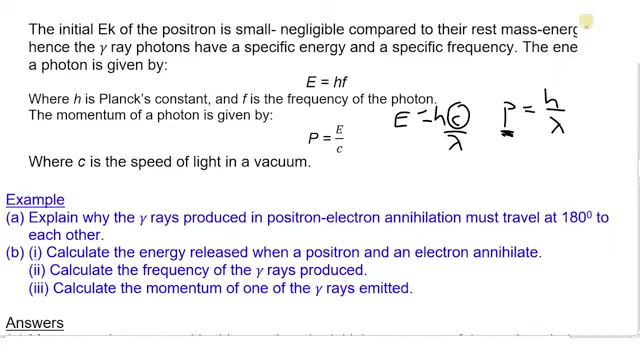 The initial Ek of the positron is small- negligible compared to their rest mass-energ
hence the γ ray photons have a specific energy and a specific frequency. The ene
a photon is given by:
E = hf
Where h is Planck's constant, and f is the frequency of the photon.
The momentum of a photon is given by:
P = E/c
E = hc/λ
P = h/λ
Where c is the speed of light in a vacuum.
Example
(a) Explain why the γ rays produced in positron-electron annihilation must travel at 180⁰ to
each other.
(b) (i) Calculate the energy released when a positron and an electron annihilate.
(ii) Calculate the frequency of the γ rays produced.
(iii) Calculate the momentum of one of the γ rays emitted.
Answers